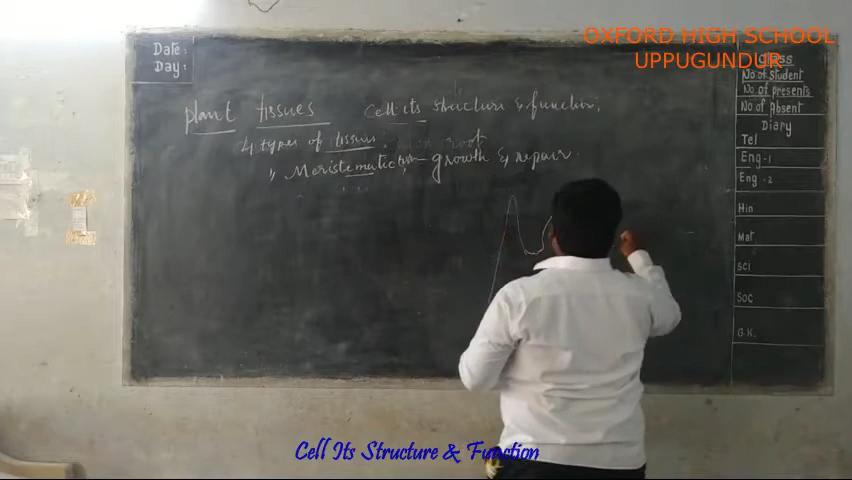 OXFORD HIGH SCHOOL
UPPUGUNDUR
Date:
Day:
Class
No of student
No of presents
No of absent
Diary
Tel
Eng-1
Eng-2
Hin
Mat
Sci
Soc
G.K.
plant tissues Cell its structure & function.
4 types of tissues.
1, Meristematic growth & repair.
Cell Its Structure & Function